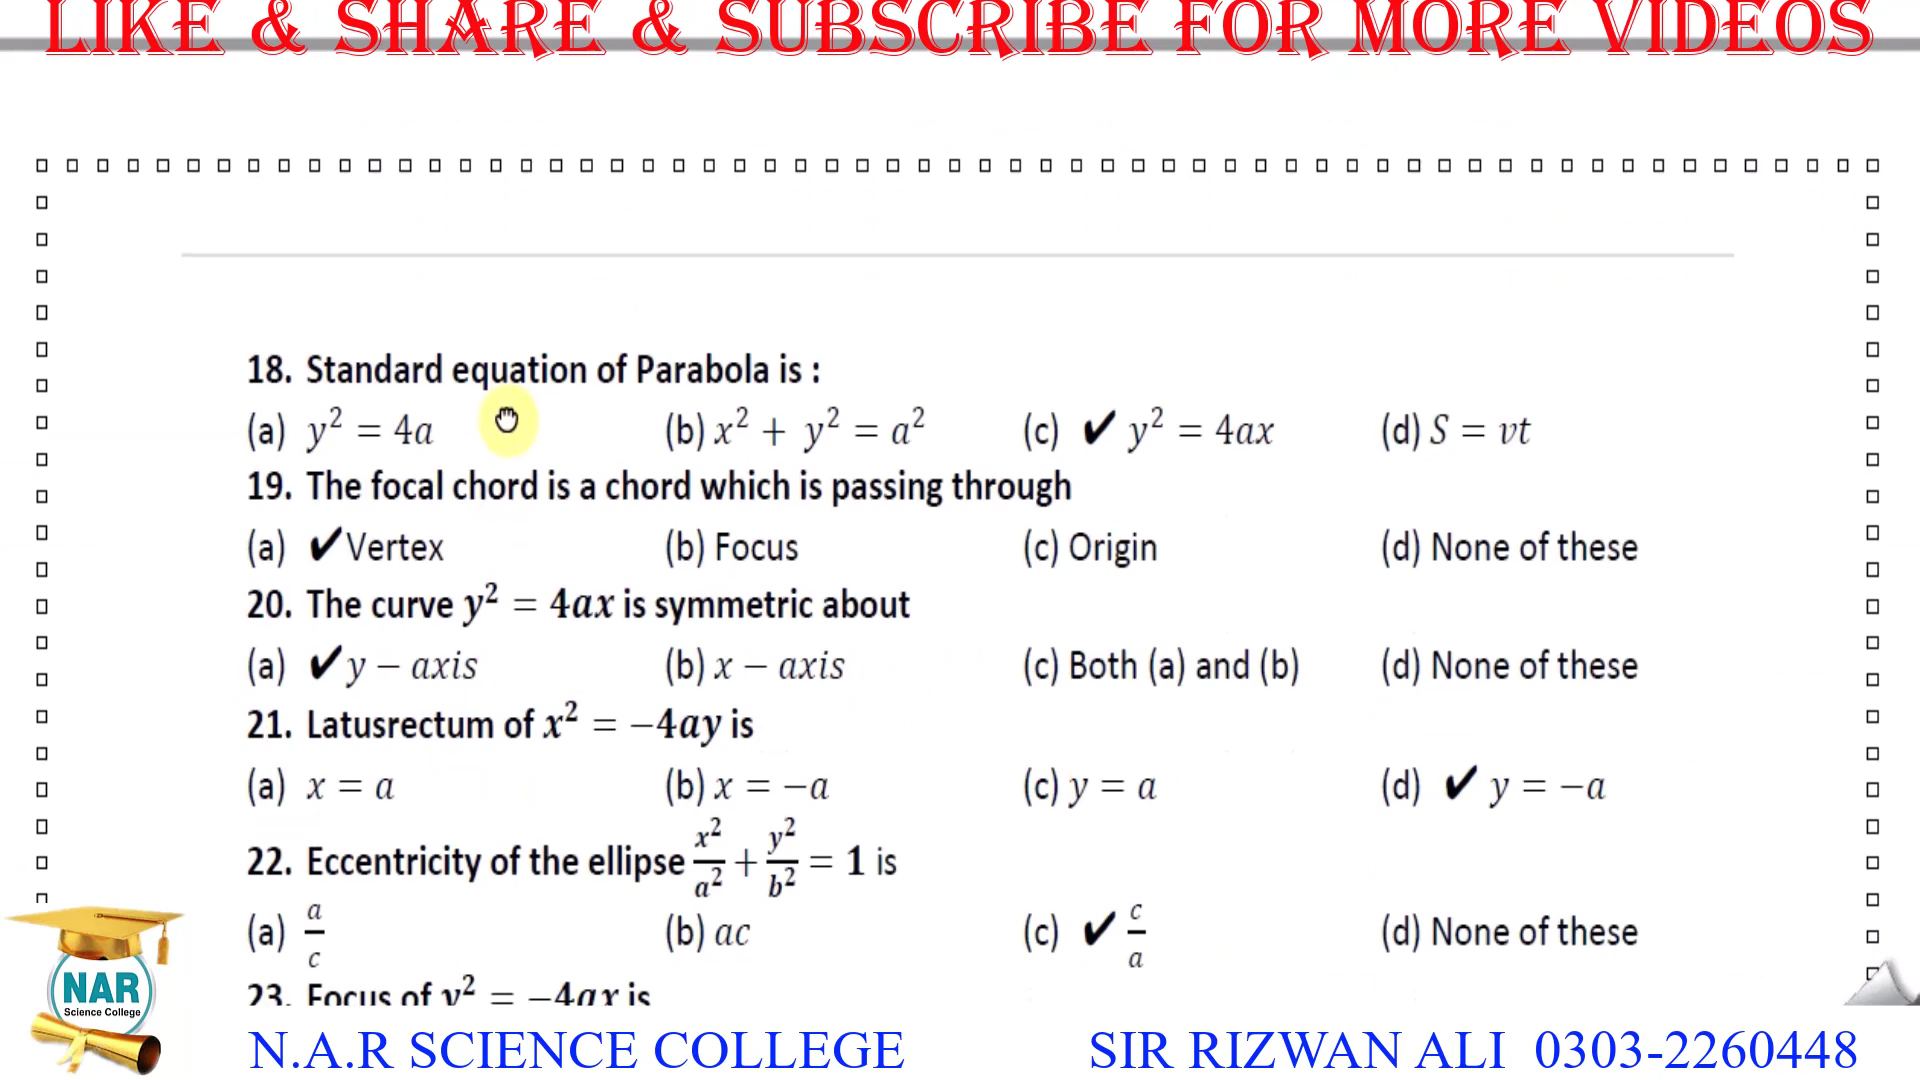 LIKE & SHARE & SUBSCRIBE FOR MORE VIDEOS
18. Standard equation of Parabola is :
(a) y² = 4a (b) x² + y² = a² (c) ✔ y² = 4ax (d) S = vt
19. The focal chord is a chord which is passing through
(a) ✔Vertex (b) Focus (c) Origin (d) None of these
20. The curve y² = 4ax is symmetric about
(a) ✔y − axis (b) x − axis (c) Both (a) and (b) (d) None of these
21. Latusrectum of x² = −4ay is
(a) x = a (b) x = −a (c) y = a (d) ✔ y = −a
22. Eccentricity of the ellipse x²/a² + y²/b² = 1 is
(a) a/c (b) ac (c) ✔ c/a (d) None of these
23. Focus of y² = −4ax is
NAR
Science College
N.A.R SCIENCE COLLEGE SIR RIZWAN ALI 0303-2260448